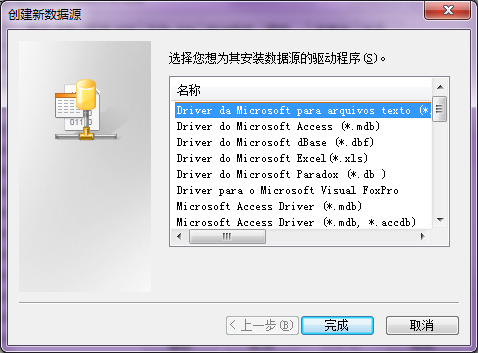 创建新数据源
选择您想为其安装数据源的驱动程序(S)。
名称
Driver da Microsoft para arquivos texto (*.
Driver do Microsoft Access (*.mdb)
Driver do Microsoft dBase (*.dbf)
Driver do Microsoft Excel(*.xls)
Driver do Microsoft Paradox (*.db )
Driver para o Microsoft Visual FoxPro
Microsoft Access Driver (*.mdb)
Microsoft Access Driver (*.mdb, *.accdb)
< 上一步(B)
完成
取消